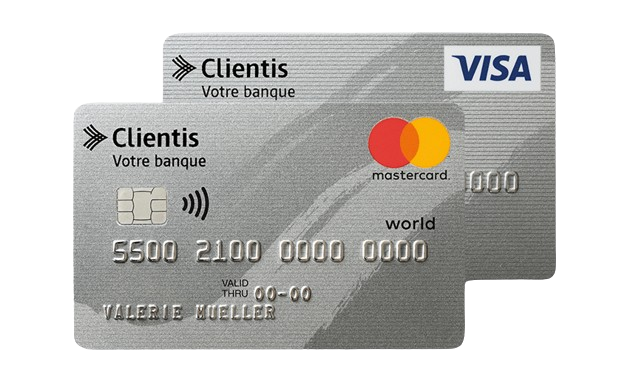 Clientis
Votre banque
VISA
Clientis
Votre banque
mastercard.
world
5500 2100 0000 0000
VALID
THRU 00-00
VALERIE MUELLER
000